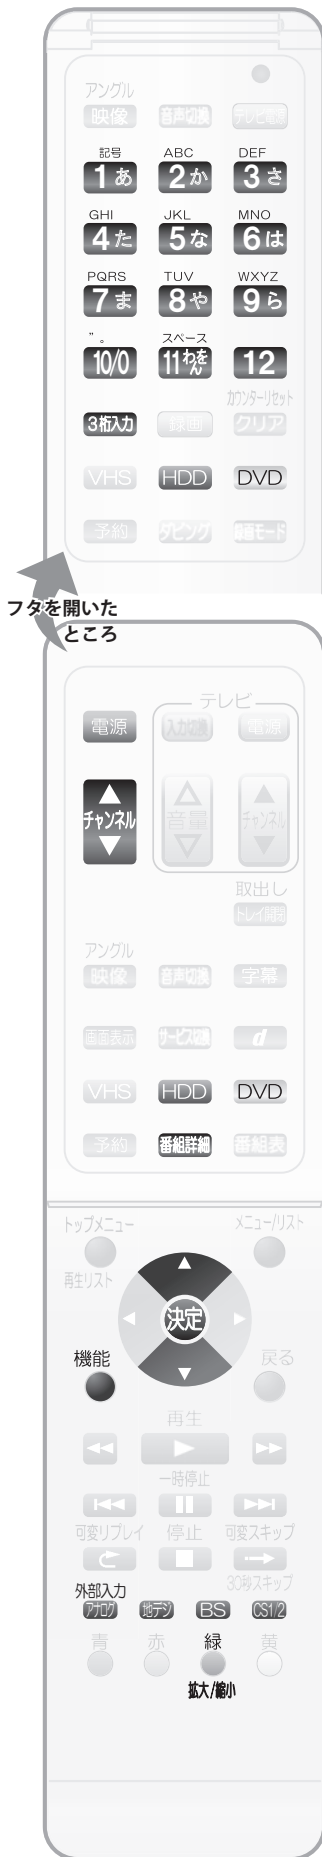 アングル
映像 音声切換 テレビ電源
記号 ABC DEF
1あ 2か 3さ
GHI JKL MNO
4た 5な 6は
PQRS TUV WXYZ
7ま 8や 9ら
"。 スペース
10/0 11わをん 12
カウンターリセット
3桁入力 録画 クリア
VHS HDD DVD
予約 ダビング 録画モード
フタを開いた
ところ
テレビ
電源 入力切換 電源
チャンネル 音量 チャンネル
取出し
トレイ開閉
アングル
映像 音声切換 字幕
画面表示 サービス切換 d
VHS HDD DVD
予約 番組詳細 番組表
トップメニュー メニュー/リスト
再生リスト
決定
機能 戻る
再生
一時停止
可変リプレイ 停止 可変スキップ
30秒スキップ
外部入力
アナログ 地デジ BS CS1/2
青 赤 緑 黄
拡大/縮小